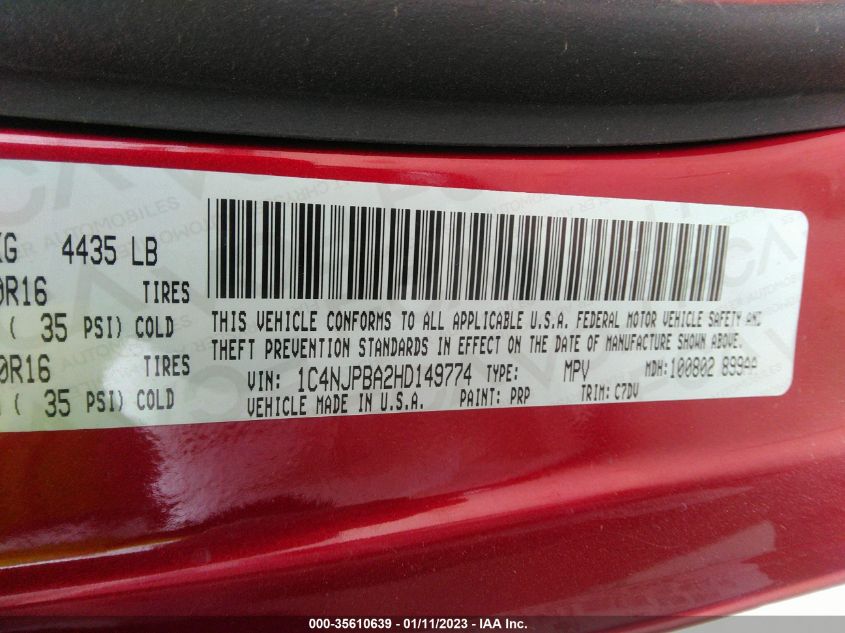 KG 4435 LB
0R16 TIRES
( 35 PSI) COLD
0R16 TIRES
( 35 PSI) COLD
THIS VEHICLE CONFORMS TO ALL APPLICABLE U.S.A. FEDERAL MOTOR VEHICLE SAFETY AND
THEFT PREVENTION STANDARDS IN EFFECT ON THE DATE OF MANUFACTURE SHOWN ABOVE.
VIN: 1C4NJPBA2HD149774 TYPE: MPV MDH: 100802 899AA
VEHICLE MADE IN U.S.A. PAINT: PRP TRIM: C7DV
000-35610639 - 01/11/2023 - IAA Inc.